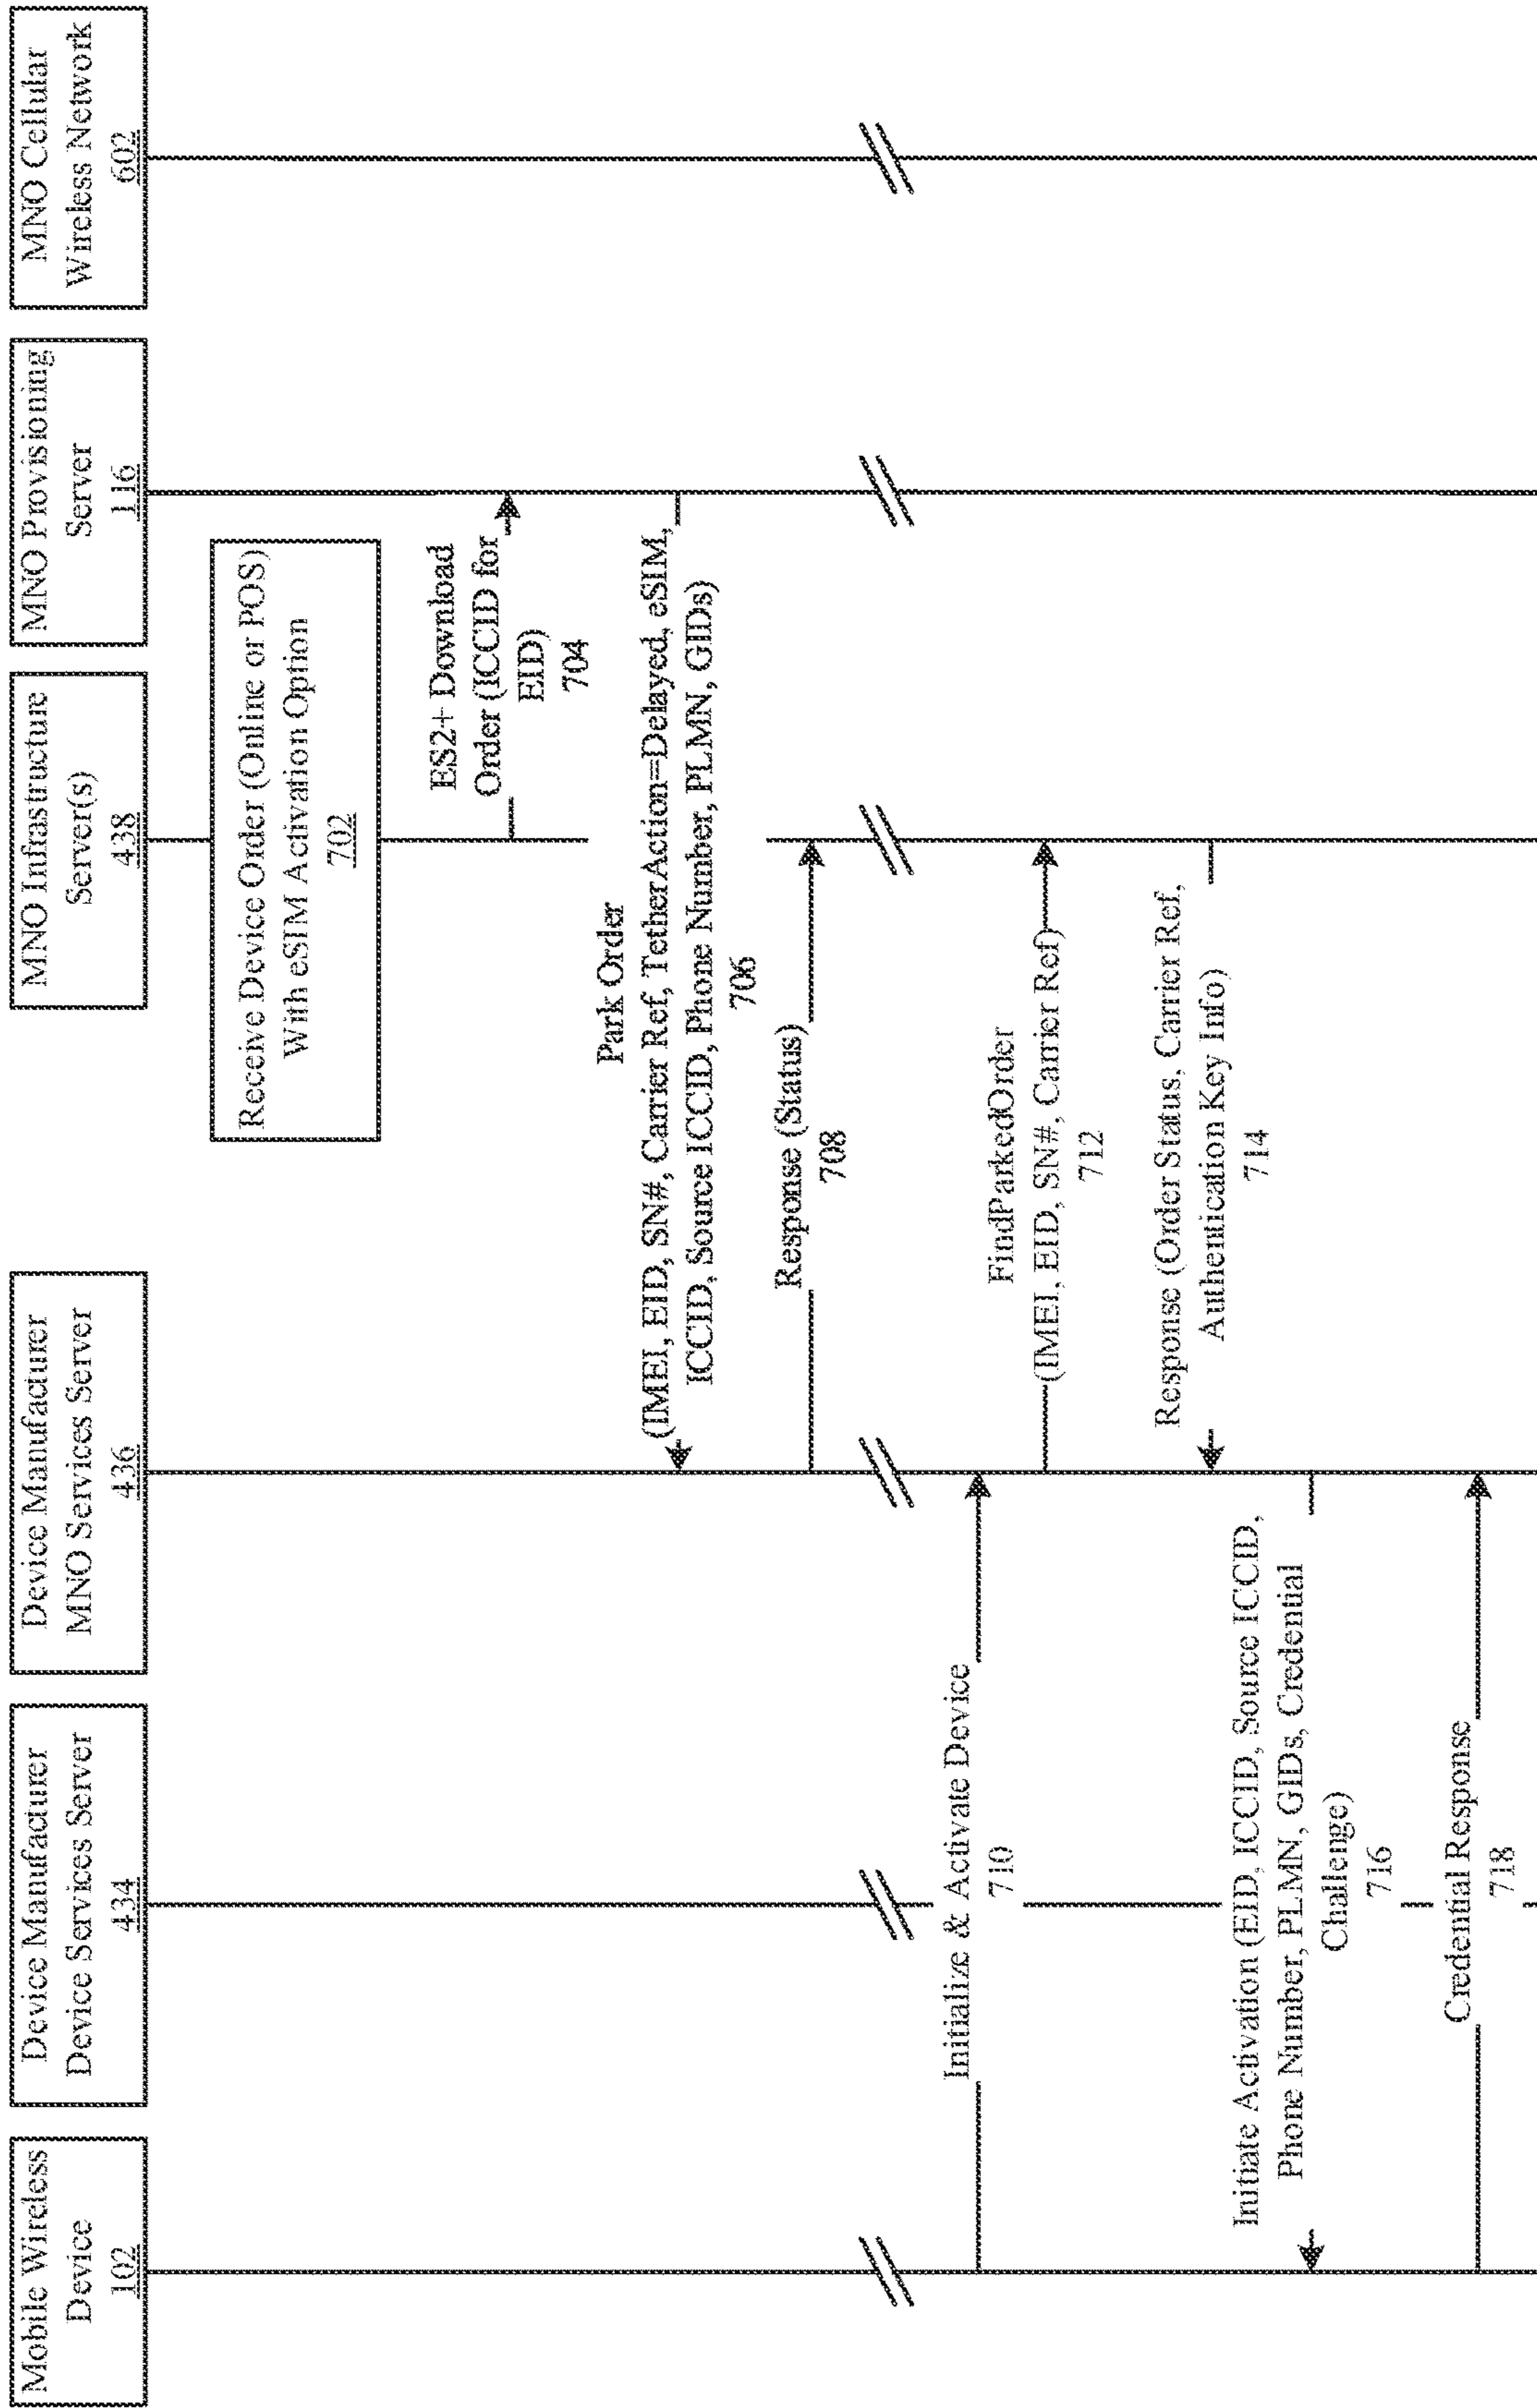 Mobile Wireless
Device
102
Device Manufacturer
Device Services Server
434
Device Manufacturer
MNO Services Server
436
MNO Infrastructure
Server(s)
438
MNO Provisioning
Server
116
MNO Cellular
Wireless Network
602
Receive Device Order (Online or POS)
With eSIM Activation Option
702
ES2+ Download
Order (ICCID for
EID)
704
Park Order
(IMEI, EID, SN#, Carrier Ref, TetherAction=Delayed, eSIM,
ICCID, Source ICCID, Phone Number, PLMN, GIDs)
706
Response (Status)
708
Initialize & Activate Device
710
FindParkedOrder
(IMEI, EID, SN#, Carrier Ref)
712
Response (Order Status, Carrier Ref,
Authentication Key Info)
714
Initiate Activation (EID, ICCID, Source ICCID,
Phone Number, PLMN, GIDs, Credential
Challenge)
716
Credential Response
718